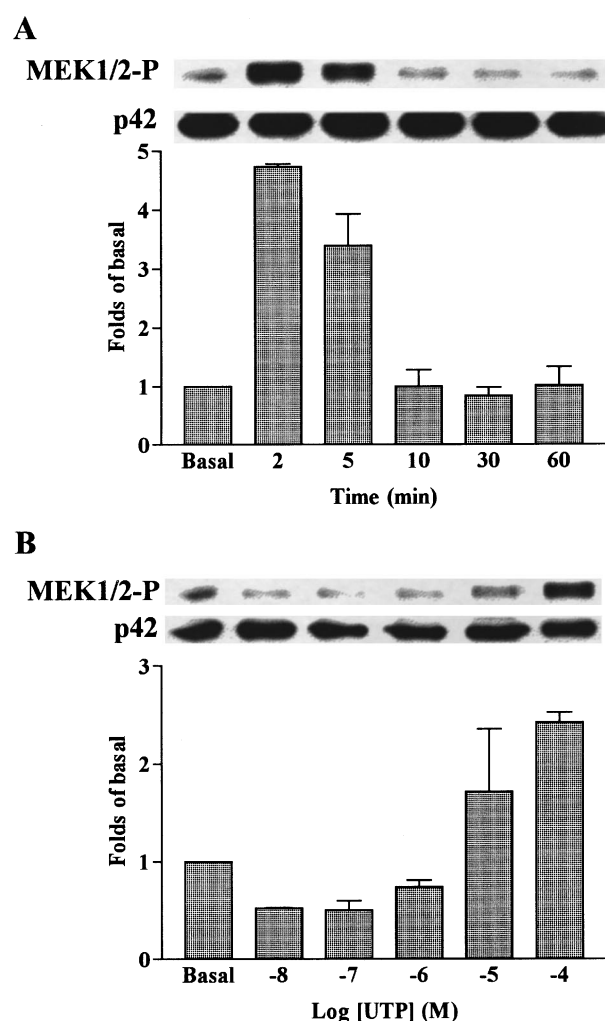 A
MEK1/2-P
p42
5
4
3
2
1
0
Folds of basal
Basal 2 5 10 30 60
Time (min)
B
MEK1/2-P
p42
3
2
1
0
Folds of basal
Basal -8 -7 -6 -5 -4
Log [UTP] (M)